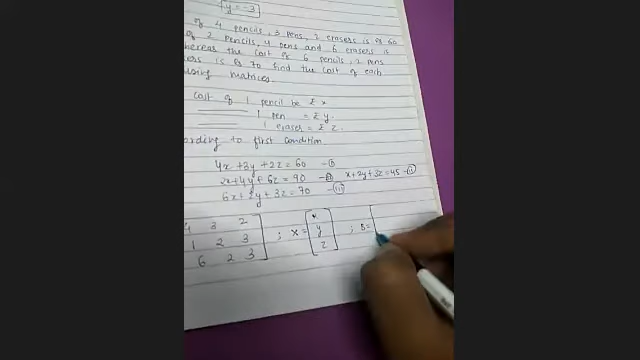 y = -3
of 4 pencils, 3 pens, 2 erasers is Rs 60
of 2 pencils, 4 pens and 6 erasers is
whereas the cost of 6 pencils, 2 pens
is Rs 70 to find the cost of each
using matrices.
cost of 1 pencil be ₹ x
1 pen = ₹ y.
1 eraser = ₹ z.
to first condition
4x + 3y + 2z = 60 - (i)
2x + 4y + 6z = 90 - (ii) x + 2y + 3z = 45 - (ii)
6x + 2y + 3z = 70 - (iii)
4 3 2
1 2 3 ; x = [x y z] ; B =
6 2 3